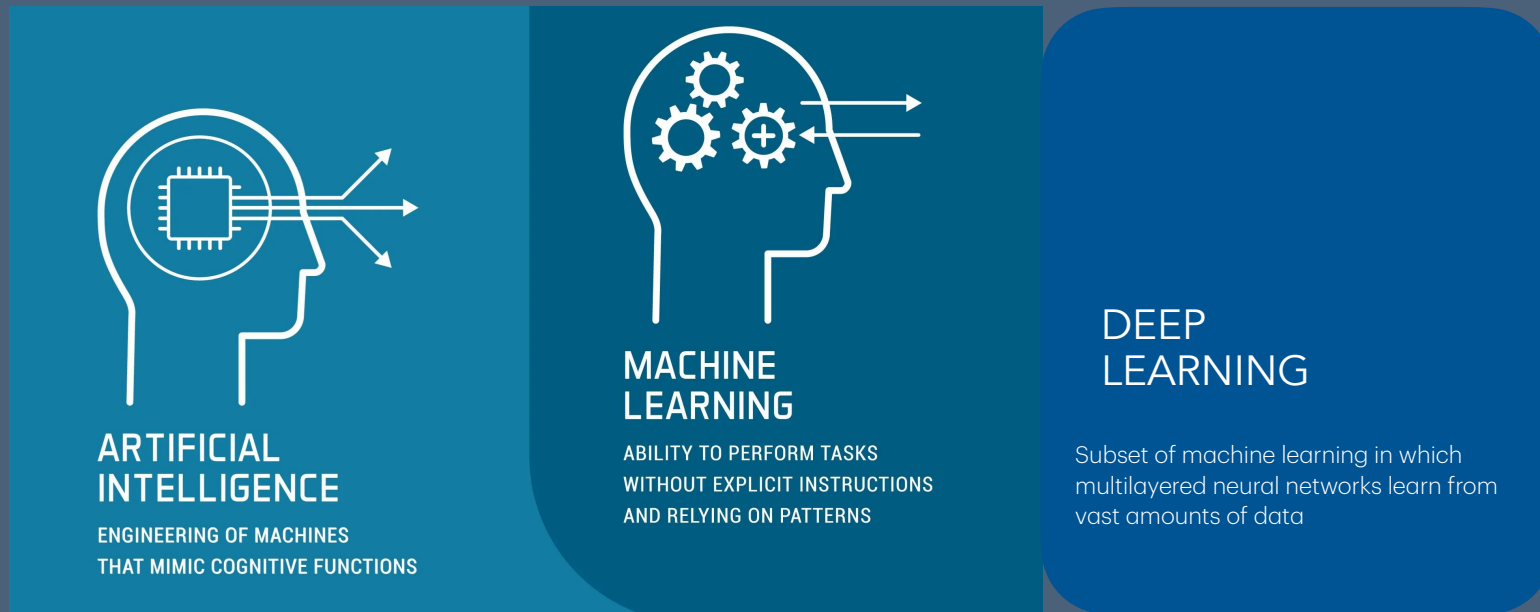 ARTIFICIAL
INTELLIGENCE
ENGINEERING OF MACHINES
THAT MIMIC COGNITIVE FUNCTIONS
MACHINE
LEARNING
ABILITY TO PERFORM TASKS
WITHOUT EXPLICIT INSTRUCTIONS
AND RELYING ON PATTERNS
DEEP
LEARNING
Subset of machine learning in which
multilayered neural networks learn from
vast amounts of data